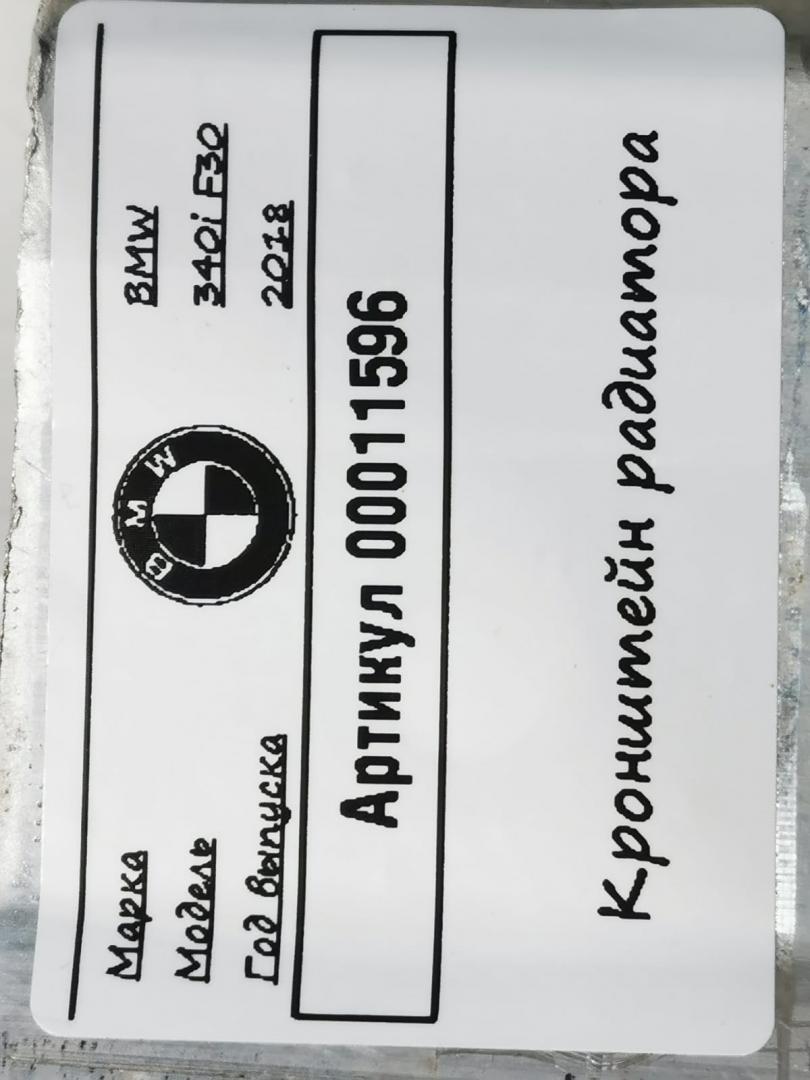 Марка BMW
Модель 340i F30
Год выпуска 2018
BMW
Артикул 00011596
Кронштейн радиатора